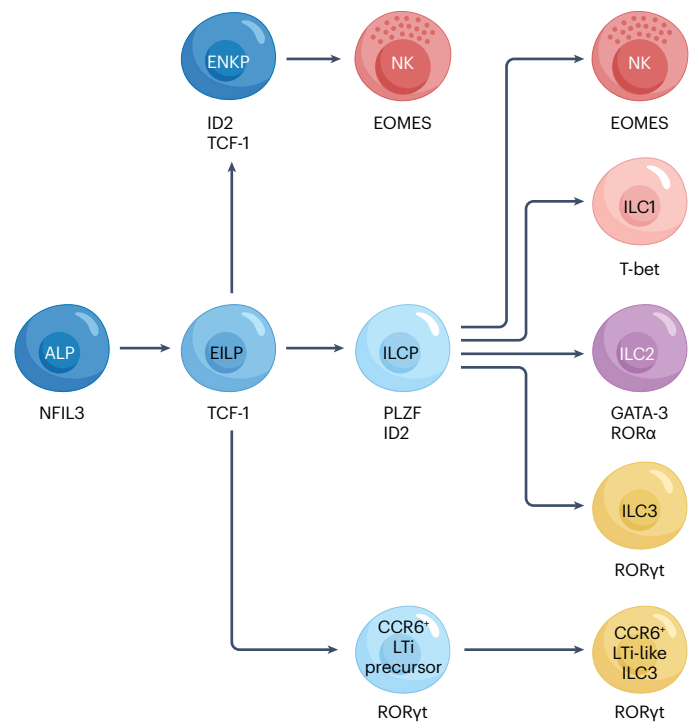 ENKP
NK
NK
ID2
TCF-1
EOMES
EOMES
ILC1
T-bet
ALP
EILP
ILCP
ILC2
NFIL3
TCF-1
PLZF
ID2
GATA-3
RORα
ILC3
RORγt
CCR6⁺
LTi
precursor
CCR6⁺
LTi-like
ILC3
RORγt
RORγt